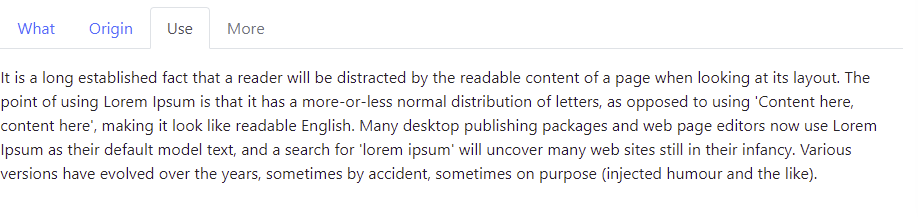 What Origin Use More
It is a long established fact that a reader will be distracted by the readable content of a page when looking at its layout. The
point of using Lorem Ipsum is that it has a more-or-less normal distribution of letters, as opposed to using 'Content here,
content here', making it look like readable English. Many desktop publishing packages and web page editors now use Lorem
Ipsum as their default model text, and a search for 'lorem ipsum' will uncover many web sites still in their infancy. Various
versions have evolved over the years, sometimes by accident, sometimes on purpose (injected humour and the like).